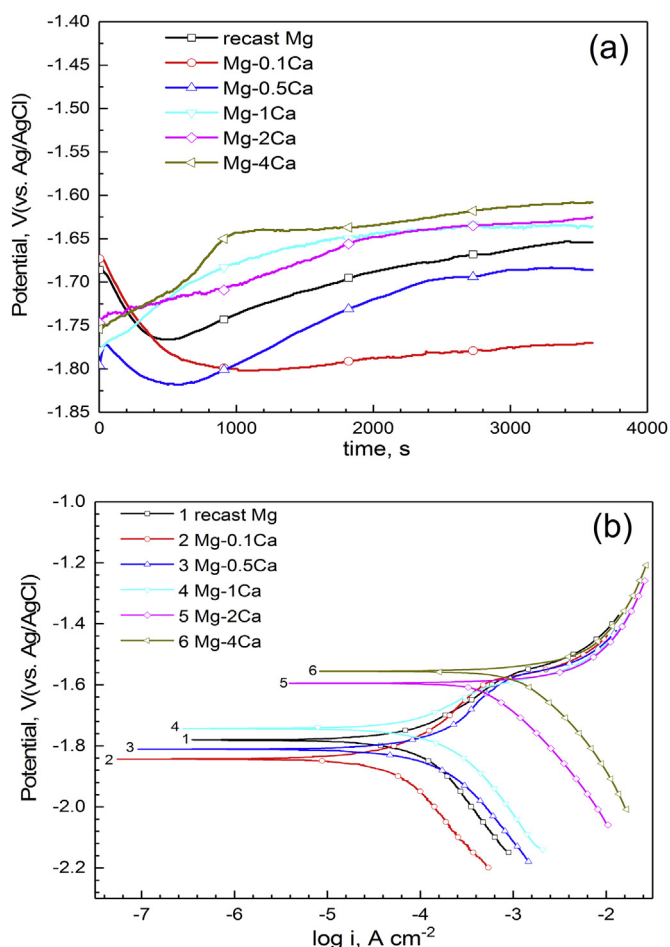 (a)
recast Mg
Mg-0.1Ca
Mg-0.5Ca
Mg-1Ca
Mg-2Ca
Mg-4Ca
-1.40
-1.45
-1.50
-1.55
-1.60
-1.65
-1.70
-1.75
-1.80
-1.85
Potential, V(vs. Ag/AgCl)
0 1000 2000 3000 4000
time, s
(b)
1 recast Mg
2 Mg-0.1Ca
3 Mg-0.5Ca
4 Mg-1Ca
5 Mg-2Ca
6 Mg-4Ca
-1.0
-1.2
-1.4
-1.6
-1.8
-2.0
-2.2
Potential, V(vs. Ag/AgCl)
6
5
4
1
3
2
-7 -6 -5 -4 -3 -2
log i, A cm⁻²